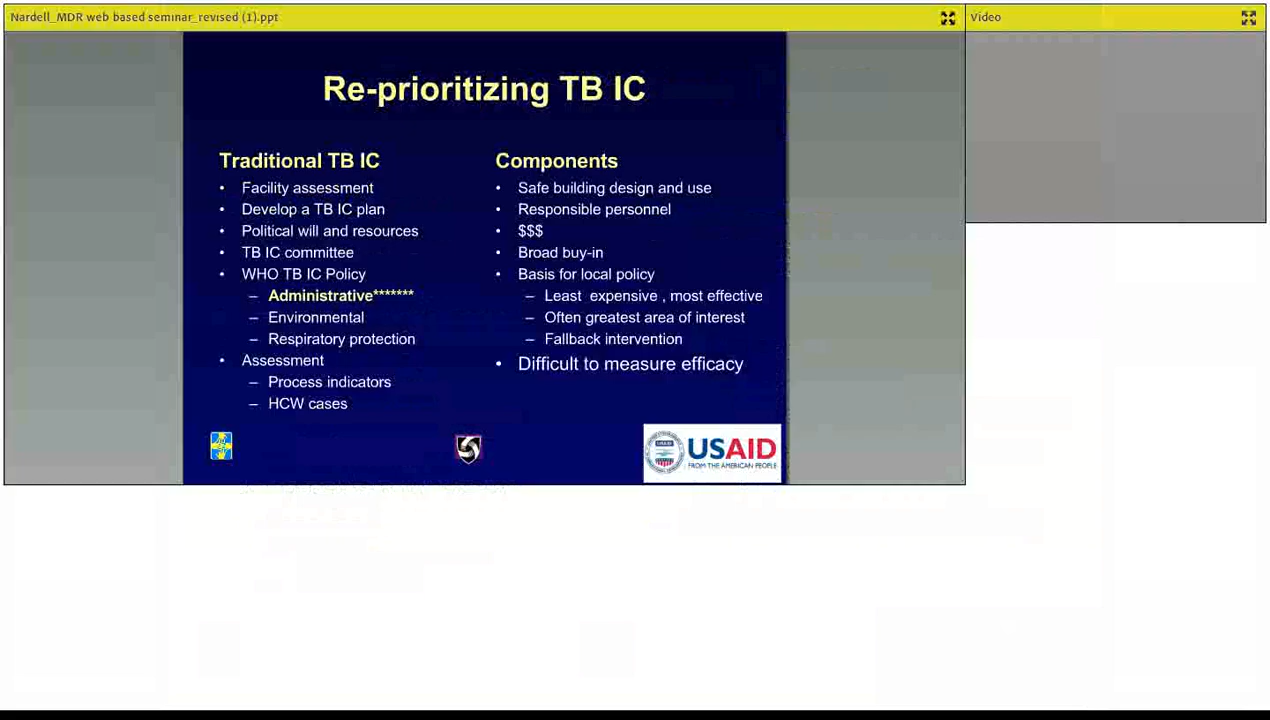 Nardell_MDR web based seminar_revised (1).ppt
Video
Re-prioritizing TB IC
Traditional TB IC
• Facility assessment
• Develop a TB IC plan
• Political will and resources
• TB IC committee
• WHO TB IC Policy
– Administrative*******
– Environmental
– Respiratory protection
• Assessment
– Process indicators
– HCW cases
Components
• Safe building design and use
• Responsible personnel
• $$$
• Broad buy-in
• Basis for local policy
– Least expensive , most effective
– Often greatest area of interest
– Fallback intervention
• Difficult to measure efficacy
USAID
FROM THE AMERICAN PEOPLE